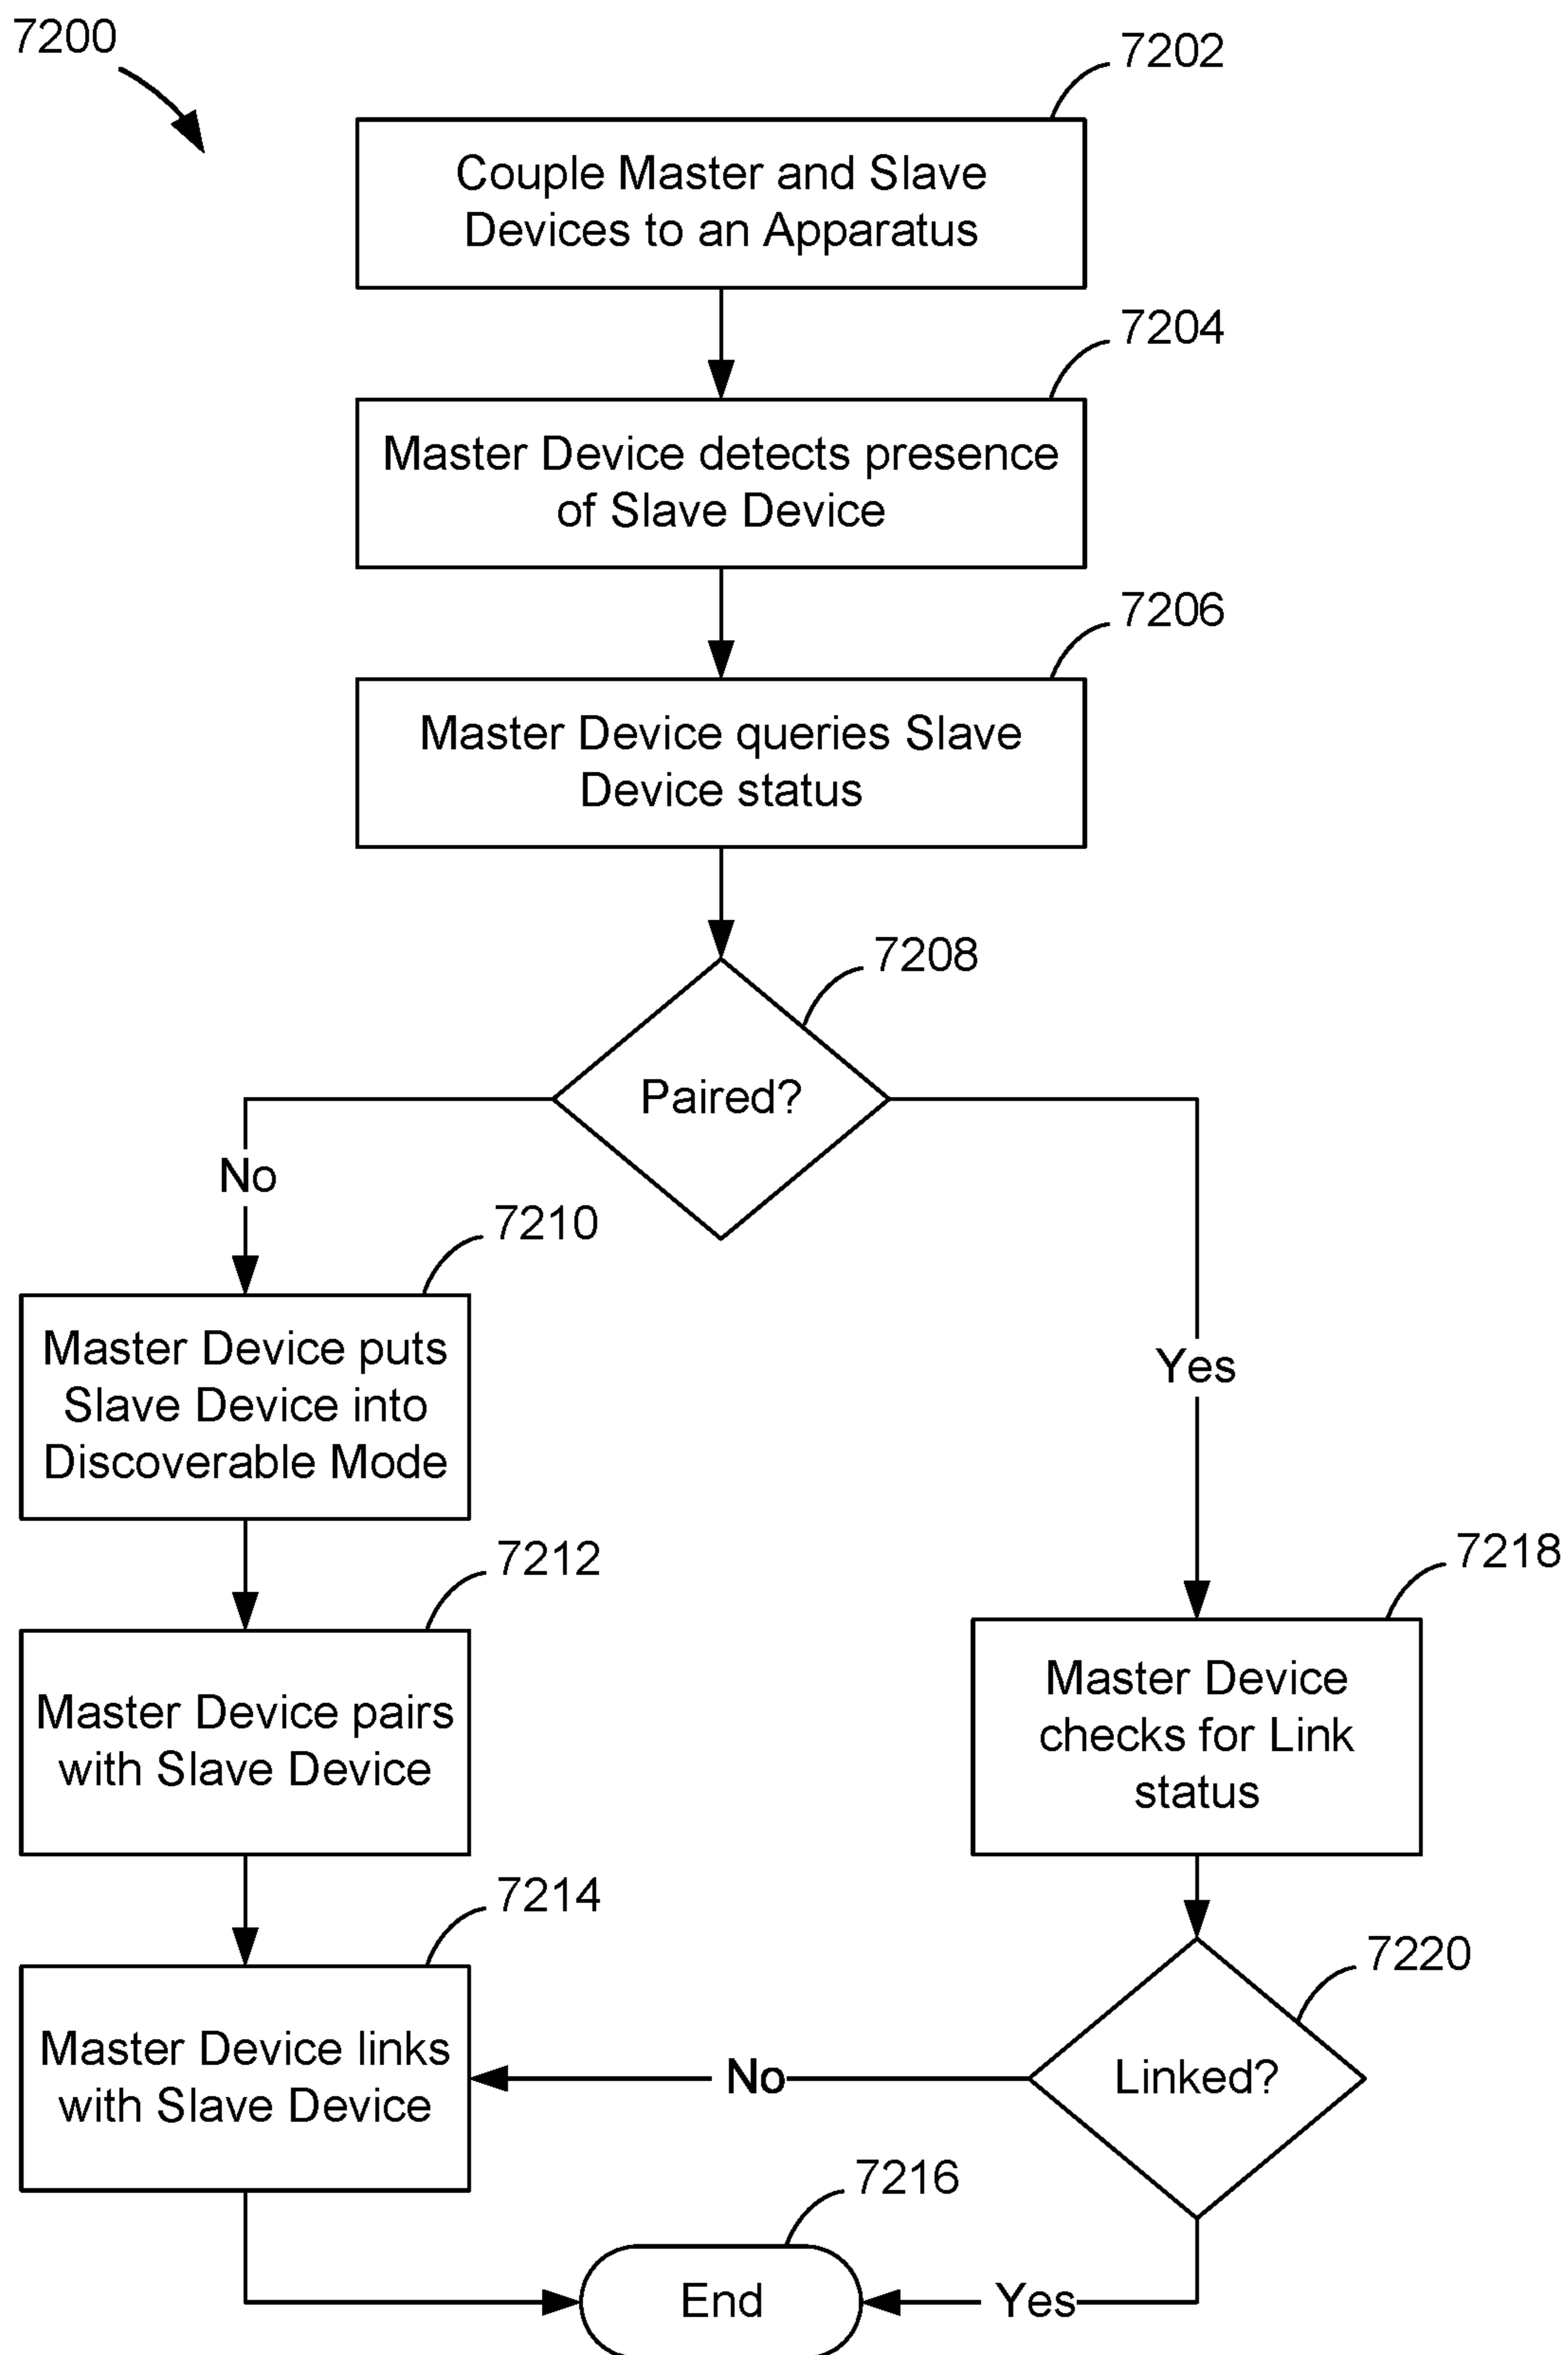 7200
7202
Couple Master and Slave
Devices to an Apparatus
7204
Master Device detects presence
of Slave Device
7206
Master Device queries Slave
Device status
7208
Paired?
No
7210
Master Device puts
Slave Device into
Discoverable Mode
7212
Master Device pairs
with Slave Device
7214
Master Device links
with Slave Device
Yes
7218
Master Device
checks for Link
status
7220
Linked?
No
7216
End
Yes